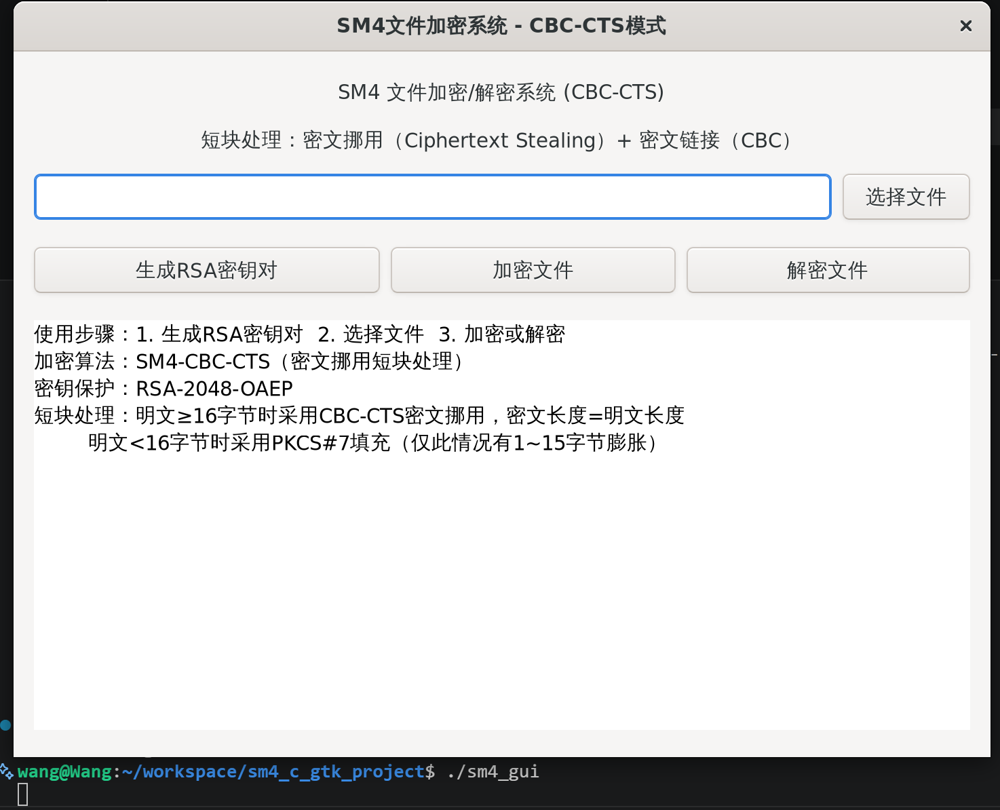 SM4文件加密系统 - CBC-CTS模式
SM4 文件加密/解密系统 (CBC-CTS)
短块处理：密文挪用（Ciphertext Stealing）+ 密文链接（CBC）
选择文件
生成RSA密钥对
加密文件
解密文件
使用步骤：1. 生成RSA密钥对  2. 选择文件  3. 加密或解密
加密算法：SM4-CBC-CTS（密文挪用短块处理）
密钥保护：RSA-2048-OAEP
短块处理：明文≥16字节时采用CBC-CTS密文挪用，密文长度=明文长度
明文<16字节时采用PKCS#7填充（仅此情况有1~15字节膨胀）
wang@Wang:~/workspace/sm4_c_gtk_project$ ./sm4_gui